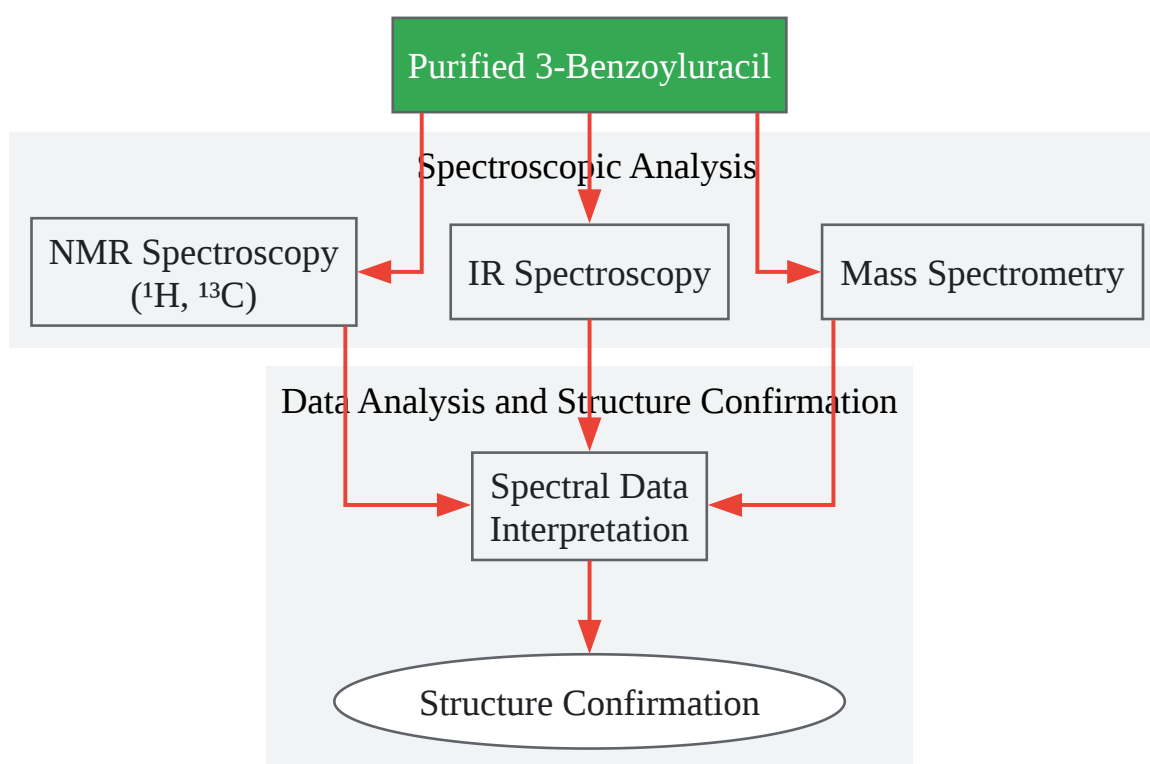 Purified 3-Benzoyluracil
Spectroscopic Analysis
NMR Spectroscopy
(¹H, ¹³C)
IR Spectroscopy
Mass Spectrometry
Data Analysis and Structure Confirmation
Spectral Data
Interpretation
Structure Confirmation